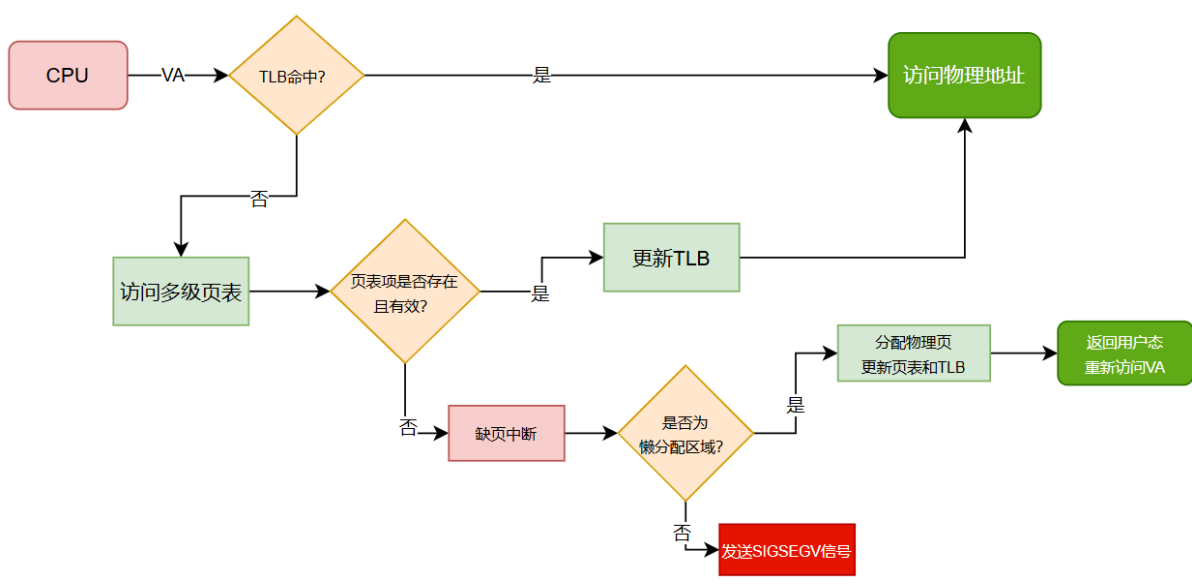 CPU
VA
TLB命中?
是
访问物理地址
否
访问多级页表
页表项是否存在
且有效?
是
更新TLB
否
缺页中断
是否为
懒分配区域?
是
分配物理页
更新页表和TLB
返回用户态
重新访问VA
否
发送SIGSEGV信号